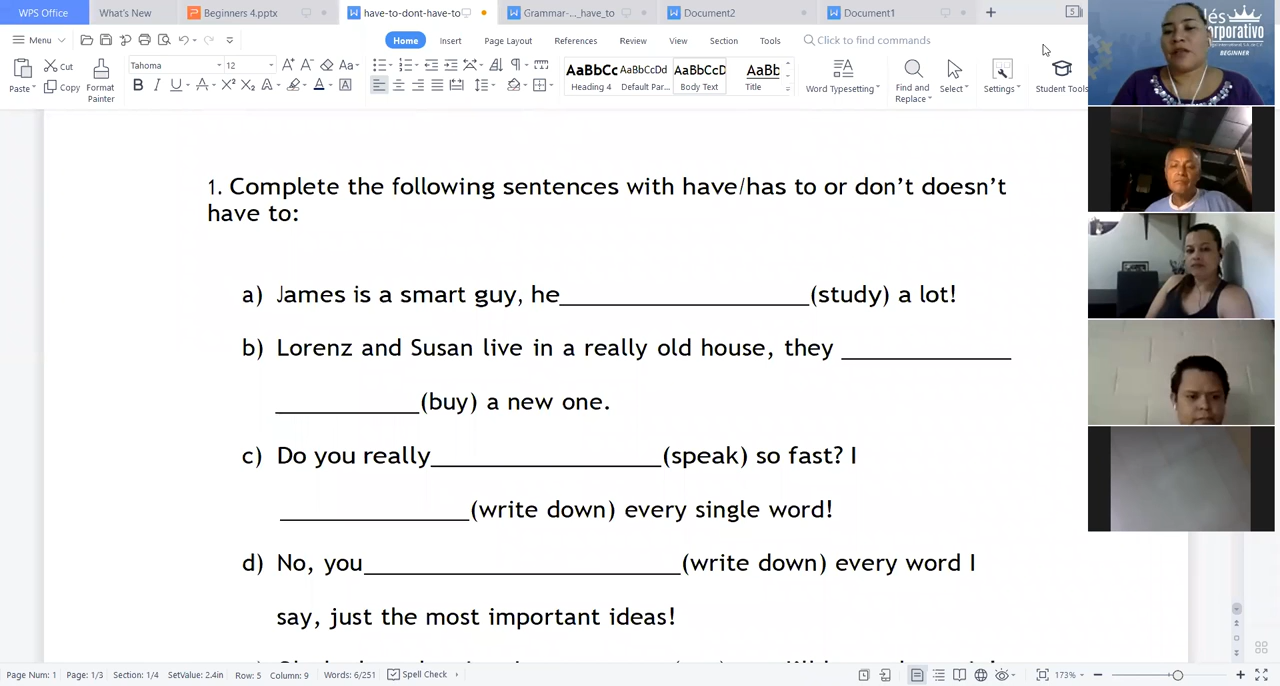 WPS Office What's New Beginners 4.pptx have-to-dont-have-to Grammar-..._have_to Document2 Document1 + 5
Menu Home Insert Page Layout References Review View Section Tools Click to find commands
Paste Cut Copy Format Painter Tahoma 12 AaBbCc Heading 4 AaBbCcDd Default Par... AaBbCcD Body Text AaBb Title Word Typesetting Find and Replace Select Settings Student Tools
1. Complete the following sentences with have/has to or don’t doesn’t
have to:
a) James is a smart guy, he____________________(study) a lot!
b) Lorenz and Susan live in a really old house, they ______________
____________(buy) a new one.
c) Do you really___________________(speak) so fast? I
________________(write down) every single word!
d) No, you__________________________(write down) every word I
say, just the most important ideas!
Page Num: 1 Page: 1/3 Section: 1/4 SetValue: 2.4in Row: 5 Column: 9 Words: 6/251 Spell Check 173%
BEGINNER